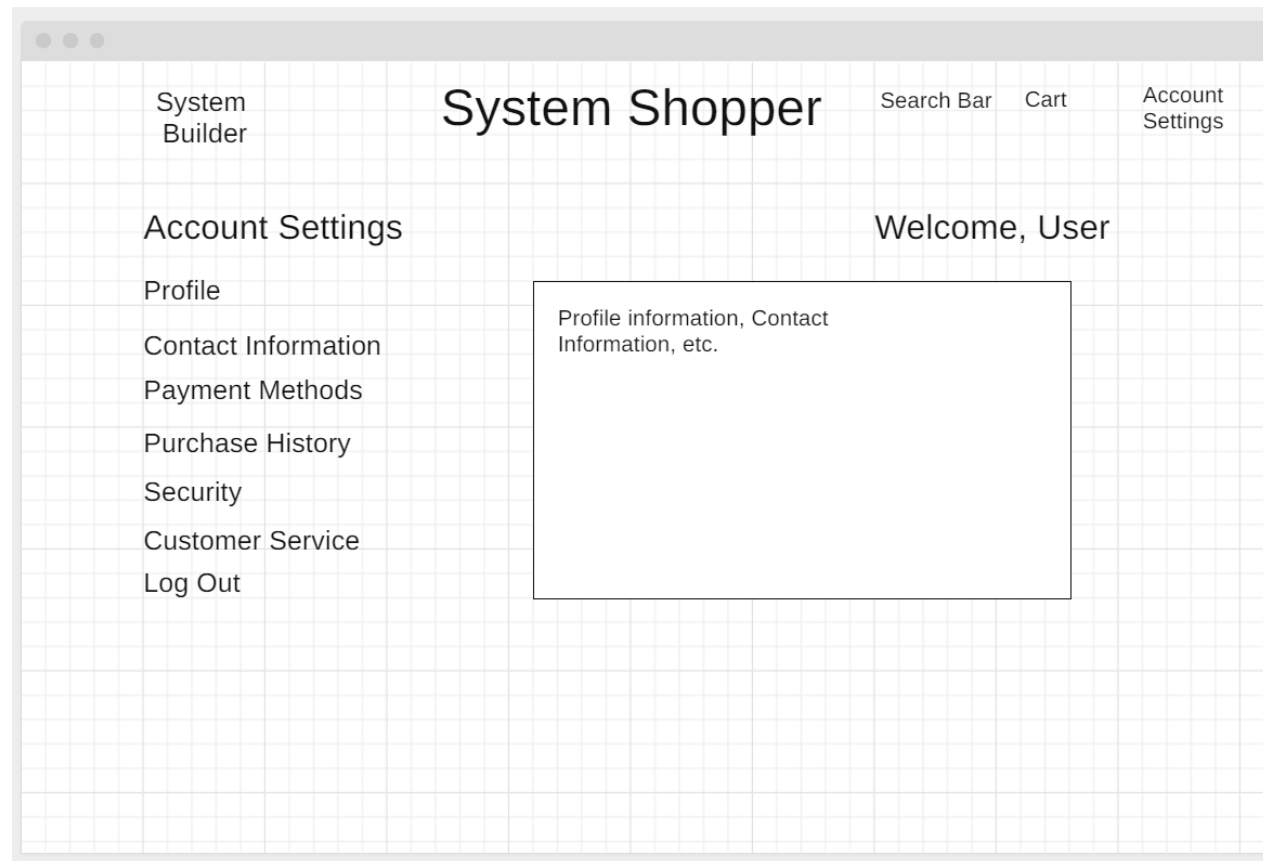 System
Builder
System Shopper
Search Bar
Cart
Account
Settings
Account Settings
Welcome, User
Profile
Contact Information
Payment Methods
Purchase History
Security
Customer Service
Log Out
Profile information, Contact
Information, etc.